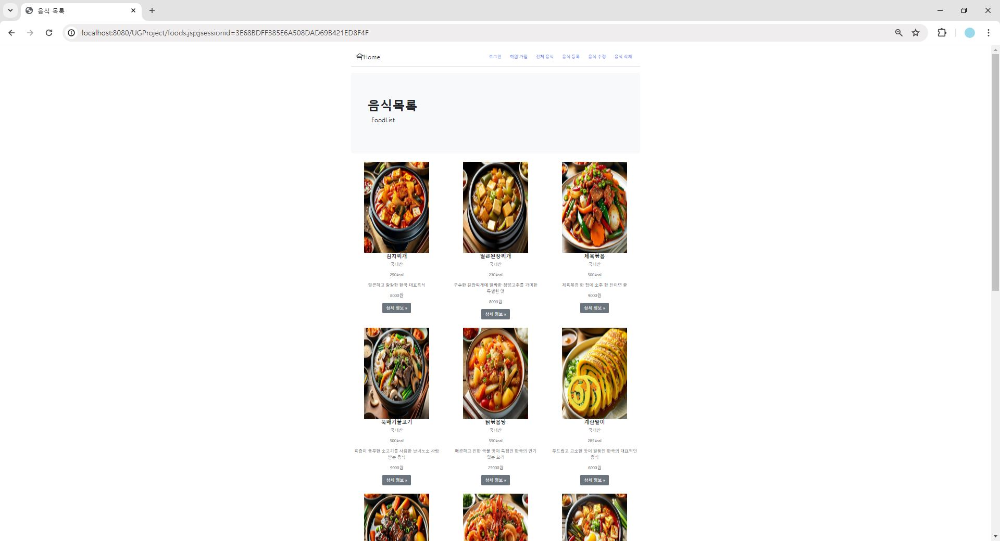 음식 목록
localhost:8080/UGProject/foods.jsp;jsessionid=3E68BDFF385E6A508DAD69B421ED8F4F
Home 로그인 회원 가입 전체 음식 음식 등록 음식 수정 음식 삭제
음식목록
FoodList
김치찌개
국내산
250kcal
얼큰하고 칼칼한 한국 대표음식
8000원
상세 정보 »
얼큰된장찌개
국내산
230kcal
구수한 된장찌개에 알싸한 청양고추를 가미한
특별한 맛
8000원
상세 정보 »
제육볶음
국내산
500kcal
제육볶음 한 점에 소주 한 잔이면 끝
9000원
상세 정보 »
뚝배기불고기
국내산
500kcal
육즙이 풍부한 소고기를 사용한 남녀노소 사랑
받는 음식
9000원
상세 정보 »
닭볶음탕
국내산
550kcal
매콤하고 진한 국물 맛이 특징인 한국의 인기
있는 요리
25000원
상세 정보 »
계란말이
국내산
285kcal
부드럽고 고소한 맛이 일품인 한국의 대표적인
음식
6000원
상세 정보 »